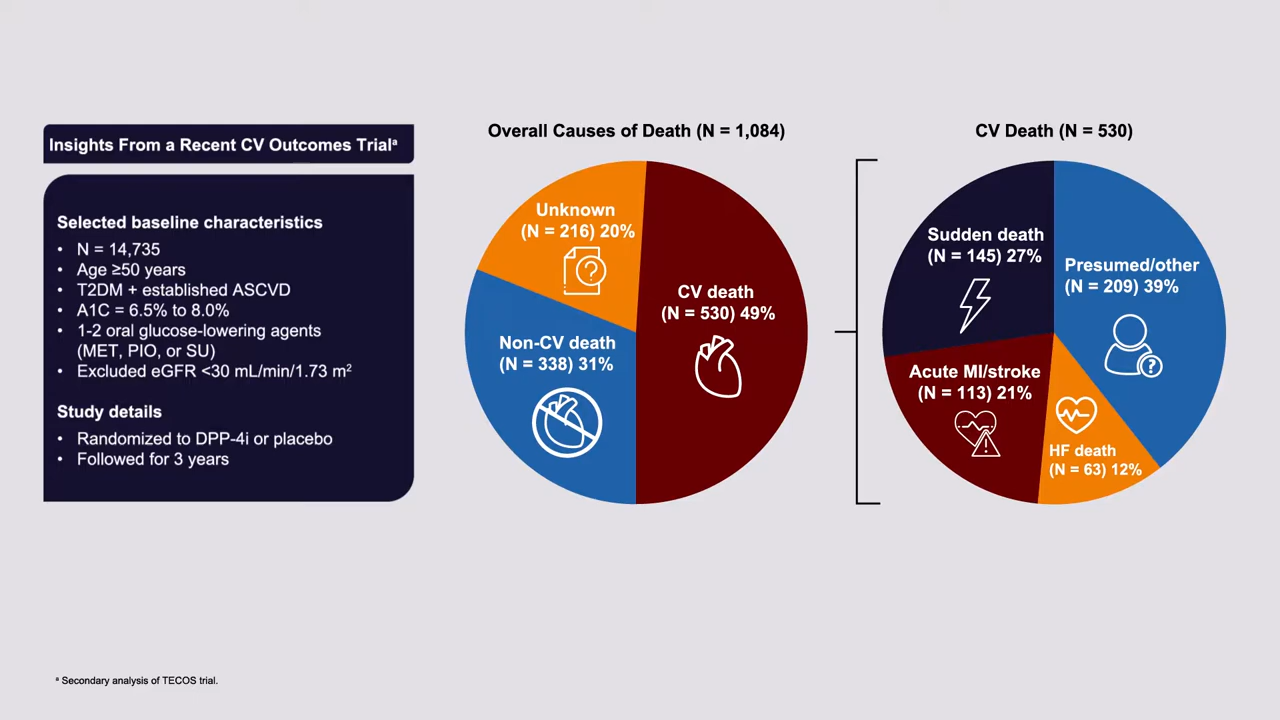 Insights From a Recent CV Outcomes Trialᵃ
Selected baseline characteristics
• N = 14,735
• Age ≥50 years
• T2DM + established ASCVD
• A1C = 6.5% to 8.0%
• 1-2 oral glucose-lowering agents
(MET, PIO, or SU)
• Excluded eGFR <30 mL/min/1.73 m²
Study details
• Randomized to DPP-4i or placebo
• Followed for 3 years
Overall Causes of Death (N = 1,084)
Unknown
(N = 216) 20%
?
CV death
(N = 530) 49%
Non-CV death
(N = 338) 31%
CV Death (N = 530)
Sudden death
(N = 145) 27%
Presumed/other
(N = 209) 39%
?
Acute MI/stroke
(N = 113) 21%
HF death
(N = 63) 12%
ᵃ Secondary analysis of TECOS trial.